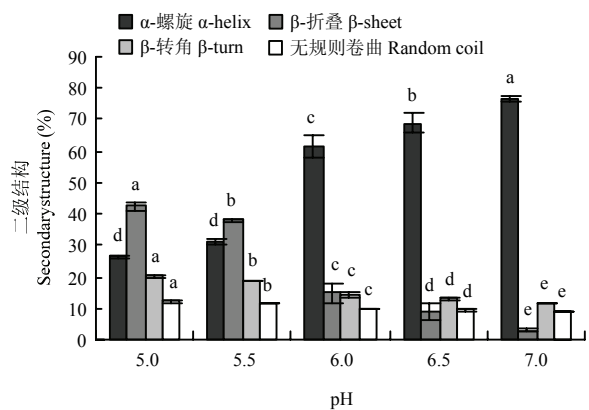 α-螺旋 α-helix β-折叠 β-sheet
β-转角 β-turn 无规则卷曲 Random coil
二级结构
Secondarystructure (%)
90
80
70
60
50
40
30
20
10
0
d a a a
d b b b
c c c c
b d d d
a e e e
5.0 5.5 6.0 6.5 7.0
pH